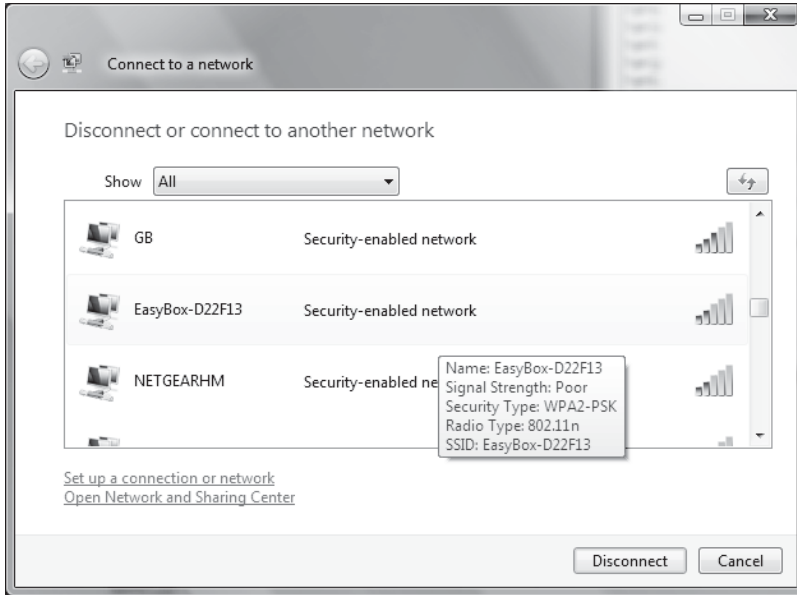 Connect to a network
Disconnect or connect to another network
Show All
GB Security-enabled network
EasyBox-D22F13 Security-enabled network
NETGEARHM Security-enabled ne
Name: EasyBox-D22F13
Signal Strength: Poor
Security Type: WPA2-PSK
Radio Type: 802.11n
SSID: EasyBox-D22F13
Set up a connection or network
Open Network and Sharing Center
Disconnect Cancel